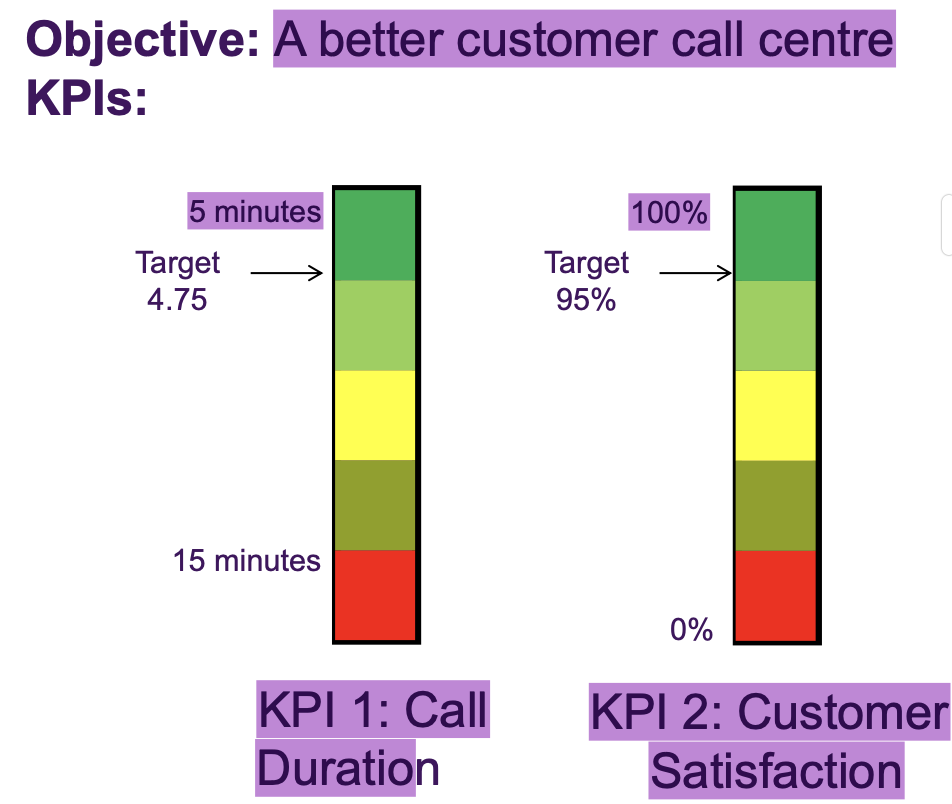 Objective: A better customer call centre
KPIs:
5 minutes
Target
4.75
15 minutes
KPI 1: Call
Duration
100%
Target
95%
0%
KPI 2: Customer
Satisfaction